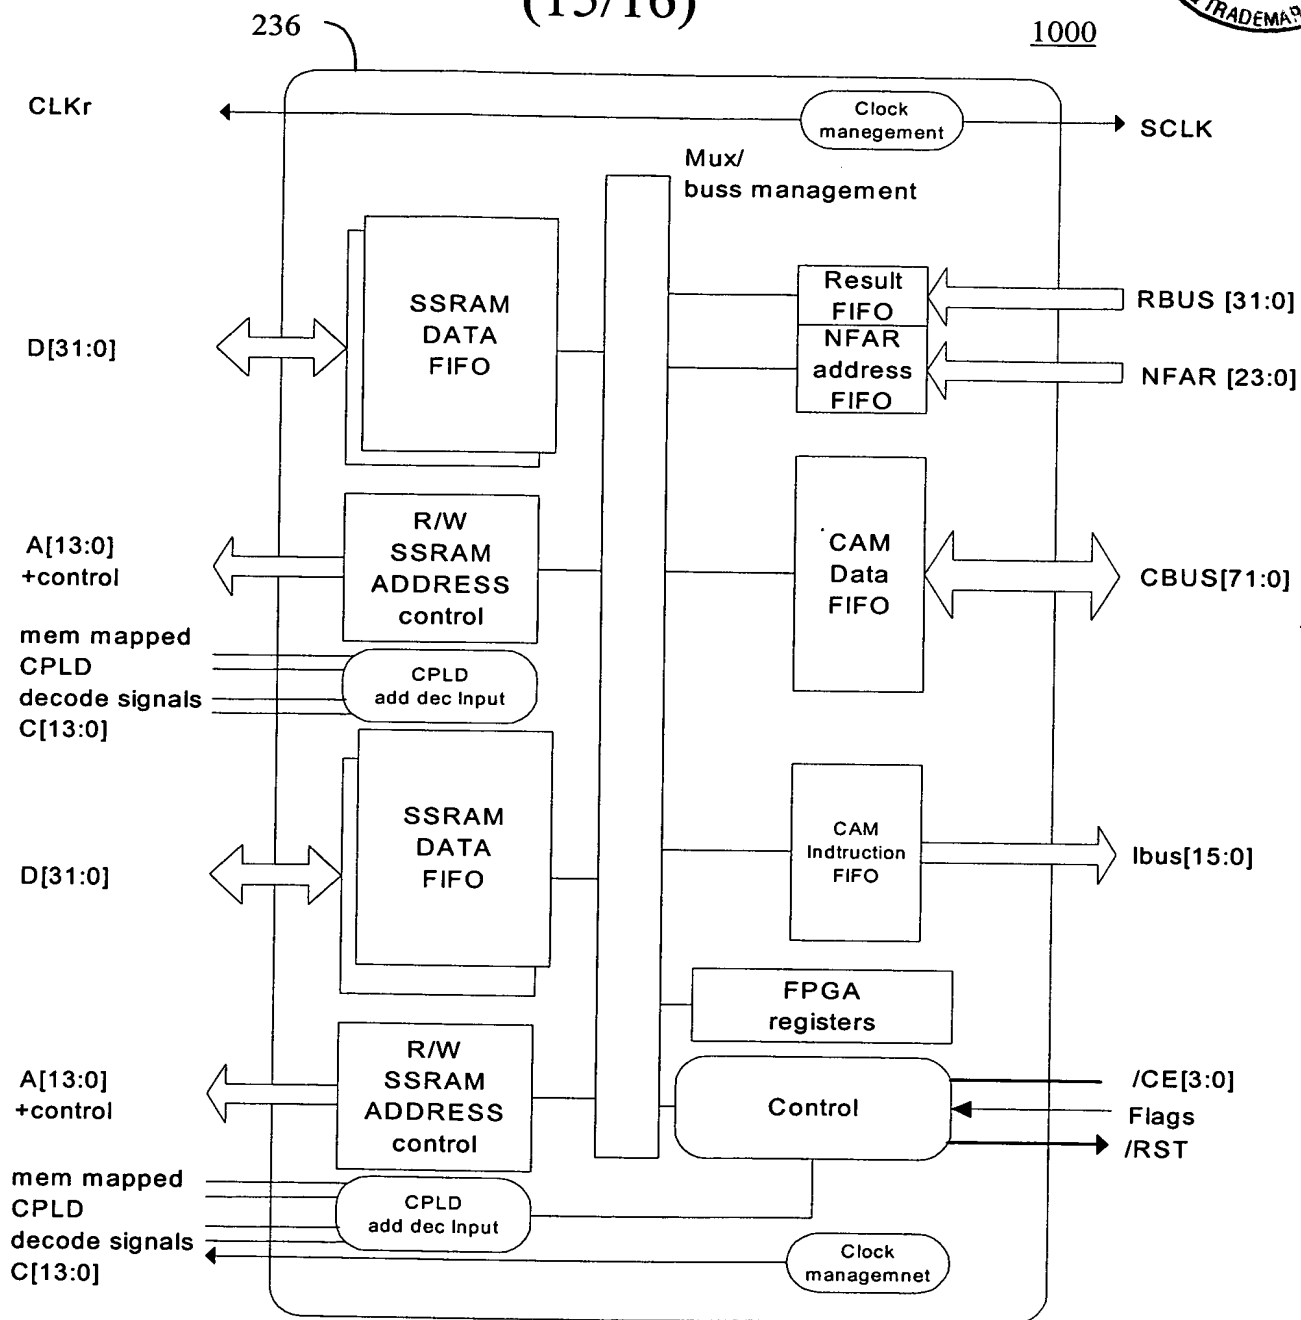 (15/16)
236
1000
TRADEMAR
CLKr
Clock
manegement
SCLK
Mux/
buss management
SSRAM
DATA
FIFO
D[31:0]
Result
FIFO
RBUS [31:0]
NFAR
address
FIFO
NFAR [23:0]
R/W
SSRAM
ADDRESS
control
A[13:0]
+control
CAM
Data
FIFO
CBUS[71:0]
mem mapped
CPLD
decode signals
C[13:0]
CPLD
add dec Input
SSRAM
DATA
FIFO
D[31:0]
CAM
Indtruction
FIFO
Ibus[15:0]
FPGA
registers
R/W
SSRAM
ADDRESS
control
A[13:0]
+control
Control
/CE[3:0]
Flags
/RST
mem mapped
CPLD
decode signals
C[13:0]
CPLD
add dec Input
Clock
managemnet